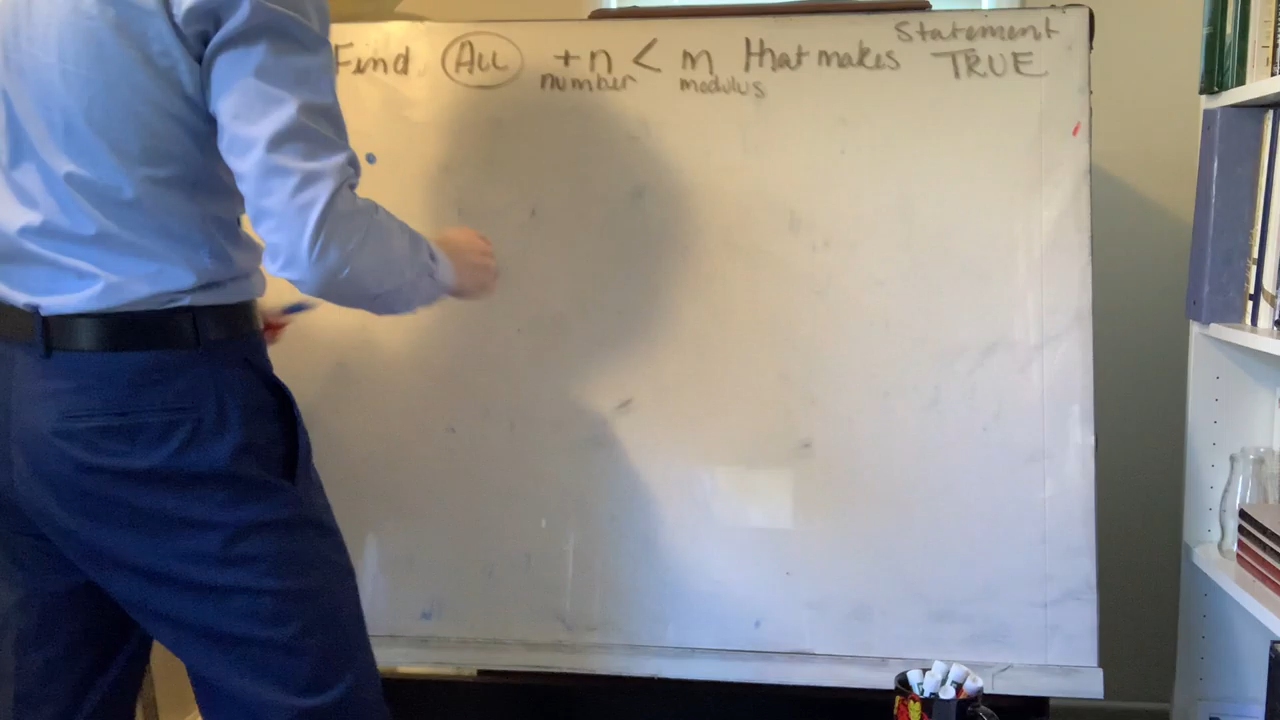 Find ALL +n < m that makes Statement TRUE
number modulus